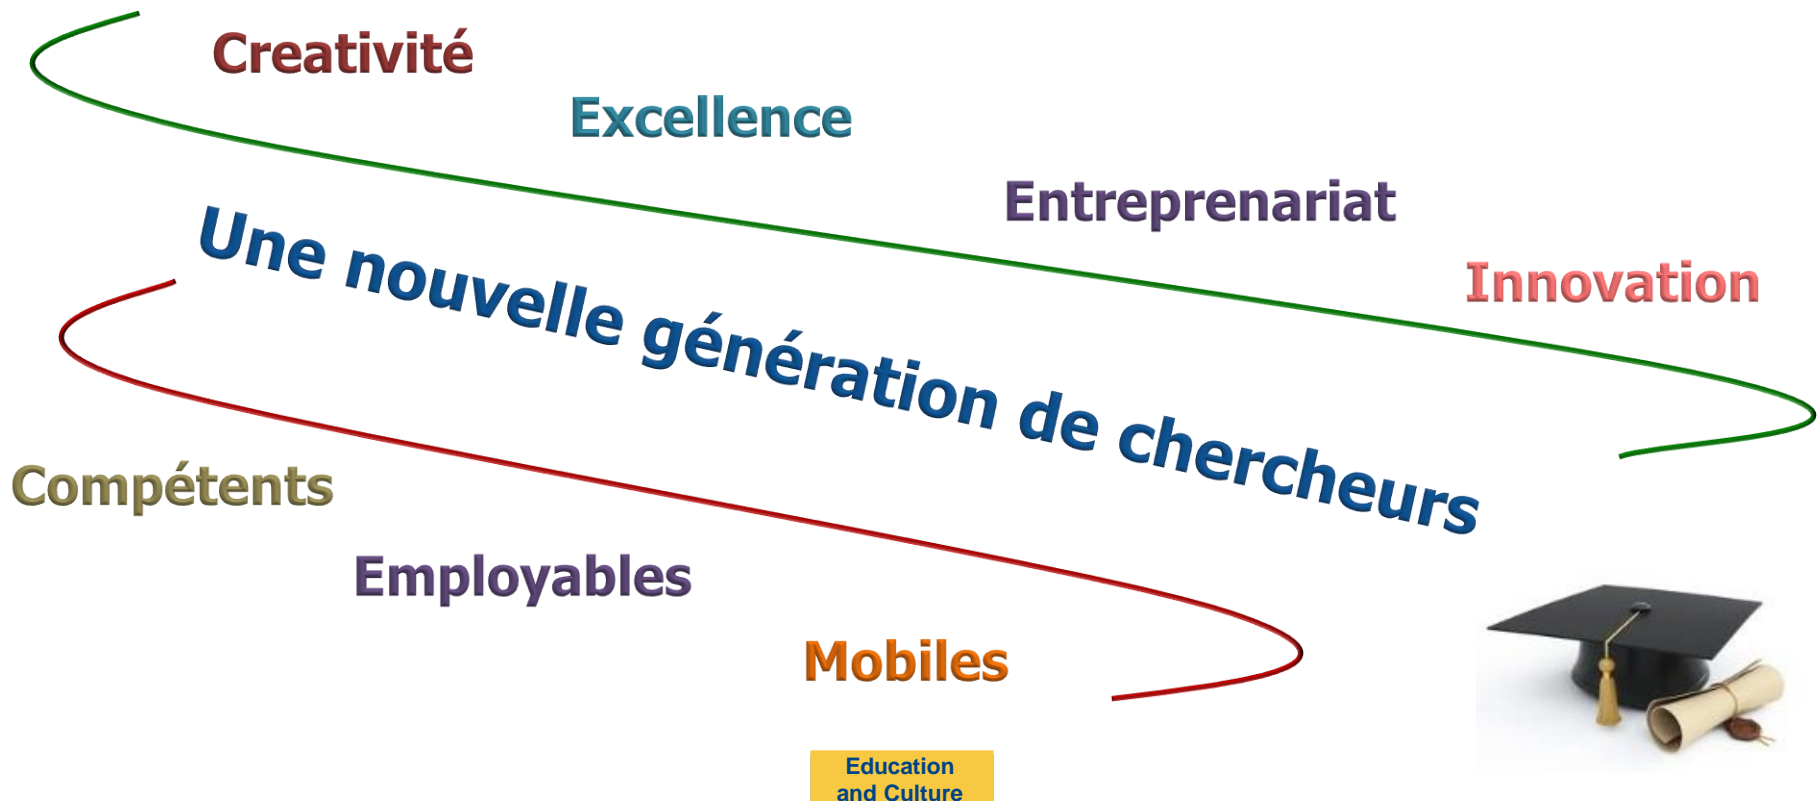 Creativité
Excellence
Entreprenariat
Innovation
Une nouvelle génération de chercheurs
Compétents
Employables
Mobiles
Education
and Culture